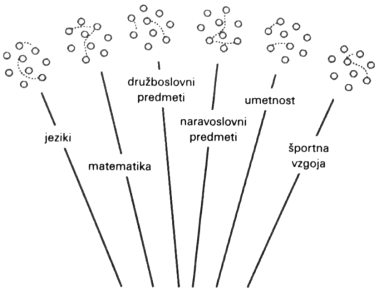 jeziki
matematika
družboslovni
predmeti
naravoslovni
predmeti
umetnost
športna
vzgoja